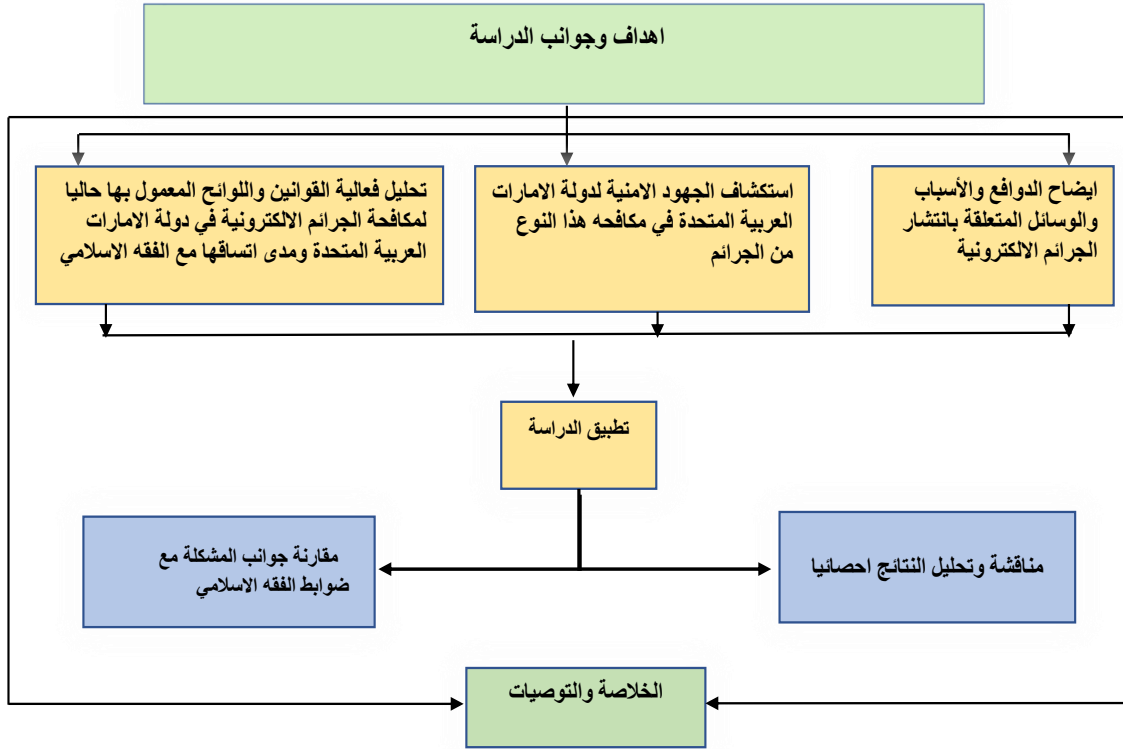 اهداف وجوانب الدراسة
ايضاح الدوافع والأسباب
والوسائل المتعلقة بانتشار
الجرائم الالكترونية
استكشاف الجهود الامنية لدولة الامارات
العربية المتحدة في مكافحه هذا النوع
من الجرائم
تحليل فعالية القوانين واللوائح المعمول بها حاليا
لمكافحة الجرائم الالكترونية في دولة الامارات
العربية المتحدة ومدى اتساقها مع الفقه الاسلامي
تطبيق الدراسة
مناقشة وتحليل النتائج احصائيا
مقارنة جوانب المشكلة مع
ضوابط الفقه الاسلامي
الخلاصة والتوصيات